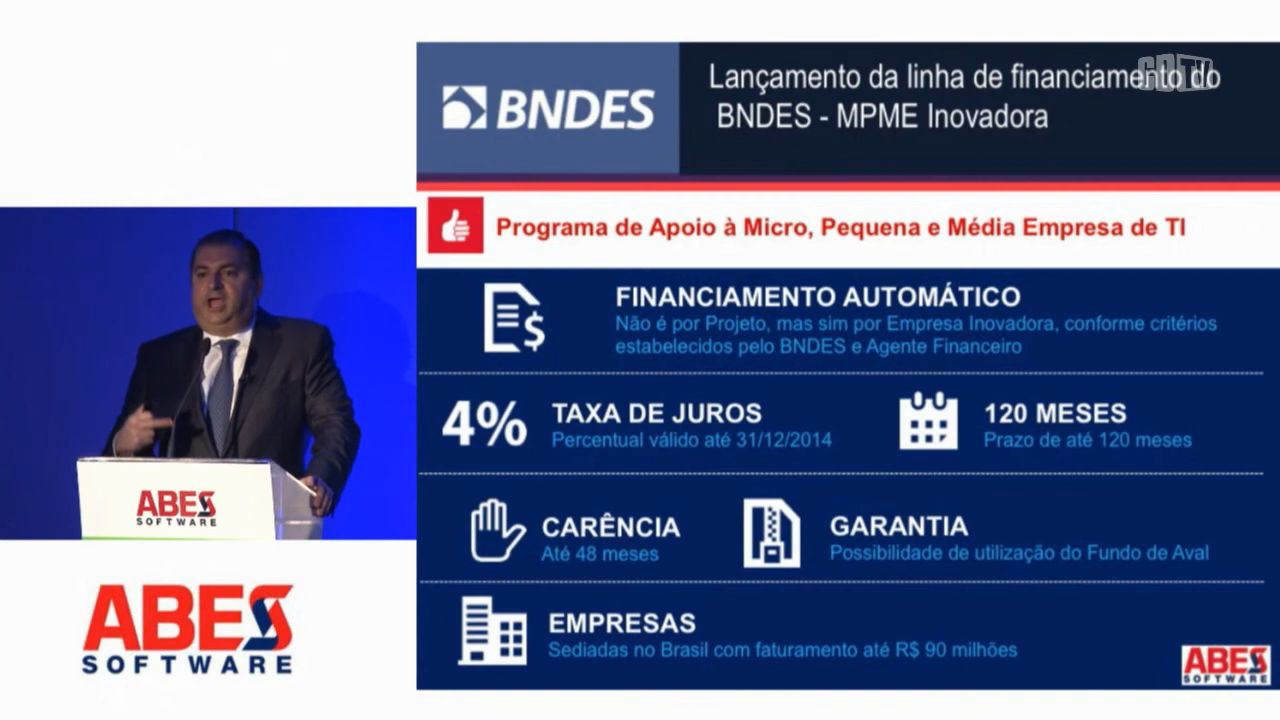 BNDES
Lançamento da linha de financiamento do
BNDES - MPME Inovadora
GOTV
Programa de Apoio à Micro, Pequena e Média Empresa de TI
FINANCIAMENTO AUTOMÁTICO
Não é por Projeto, mas sim por Empresa Inovadora, conforme critérios
estabelecidos pelo BNDES e Agente Financeiro
4% TAXA DE JUROS
Percentual válido até 31/12/2014
120 MESES
Prazo de até 120 meses
CARÊNCIA
Até 48 meses
GARANTIA
Possibilidade de utilização do Fundo de Aval
EMPRESAS
Sediadas no Brasil com faturamento até R$ 90 milhões
ABES
SOFTWARE
ABES
SOFTWARE
ABES
SOFTWARE